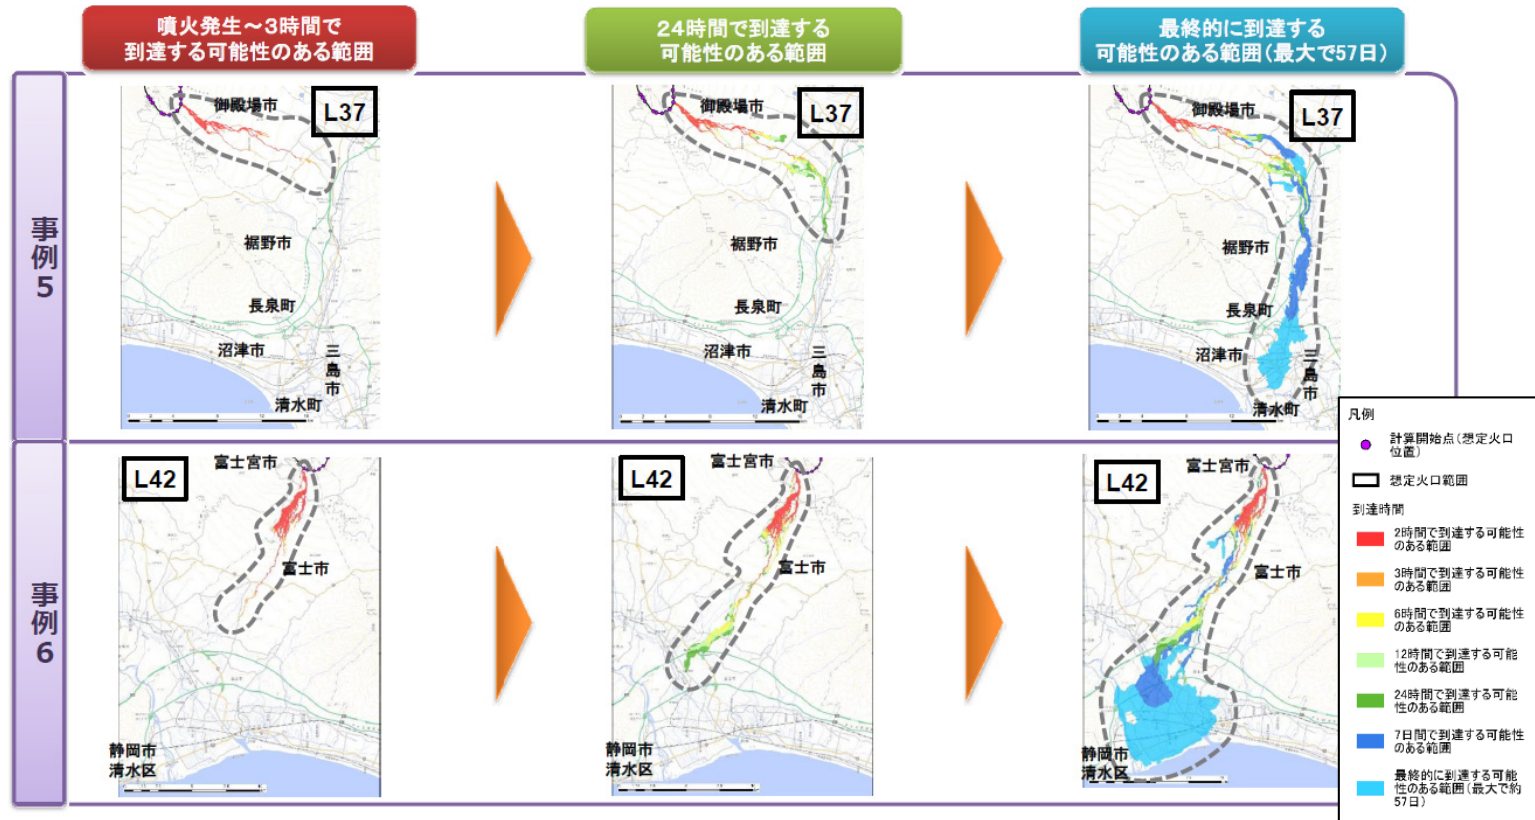 噴火発生～3時間で
到達する可能性のある範囲
24時間で到達する
可能性のある範囲
最終的に到達する
可能性のある範囲(最大で57日)
事例5
御殿場市
L37
裾野市
長泉町
沼津市
三島市
清水町
御殿場市
L37
裾野市
長泉町
沼津市
三島市
清水町
御殿場市
L37
裾野市
長泉町
沼津市
三島市
清水町
事例6
富士宮市
L42
富士市
静岡市
清水区
富士宮市
L42
富士市
静岡市
清水区
富士宮市
L42
富士市
静岡市
清水区
凡例
計算開始点(想定火口
位置)
想定火口範囲
到達時間
2時間で到達する可能性
のある範囲
3時間で到達する可能性
のある範囲
6時間で到達する可能性
のある範囲
12時間で到達する可能
性のある範囲
24時間で到達する可能
性のある範囲
7日間で到達する可能性
のある範囲
最終的に到達する可能
性のある範囲(最大で約
57日)